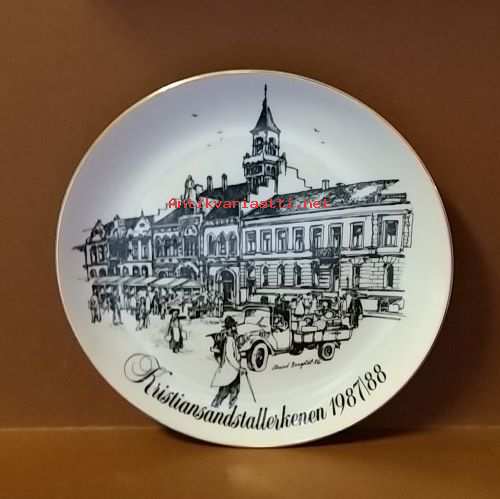 Antikvariaatti.net
Kristiansandstallerkenen 1987/88